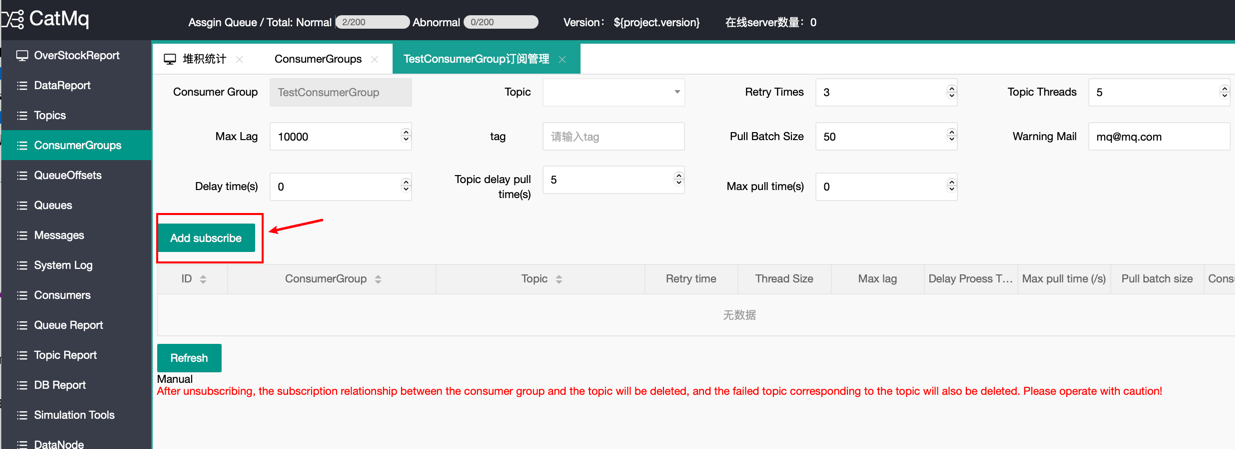 CatMq
Assgin Queue / Total: Normal 2/200 Abnormal 0/200 Version： ${project.version} 在线server数量：0
OverStockReport
DataReport
Topics
ConsumerGroups
QueueOffsets
Queues
Messages
System Log
Consumers
Queue Report
Topic Report
DB Report
Simulation Tools
DataNode
堆积统计 × ConsumerGroups × TestConsumerGroup订阅管理 ×
Consumer Group TestConsumerGroup Topic Retry Times 3 Topic Threads 5
Max Lag 10000 tag 请输入tag Pull Batch Size 50 Warning Mail mq@mq.com
Delay time(s) 0 Topic delay pull time(s) 5 Max pull time(s) 0
Add subscribe
ID ConsumerGroup Topic Retry time Thread Size Max lag Delay Proess T... Max pull time (/s) Pull batch size Cons
无数据
Refresh
Manual
After unsubscribing, the subscription relationship between the consumer group and the topic will be deleted, and the failed topic corresponding to the topic will also be deleted. Please operate with caution!